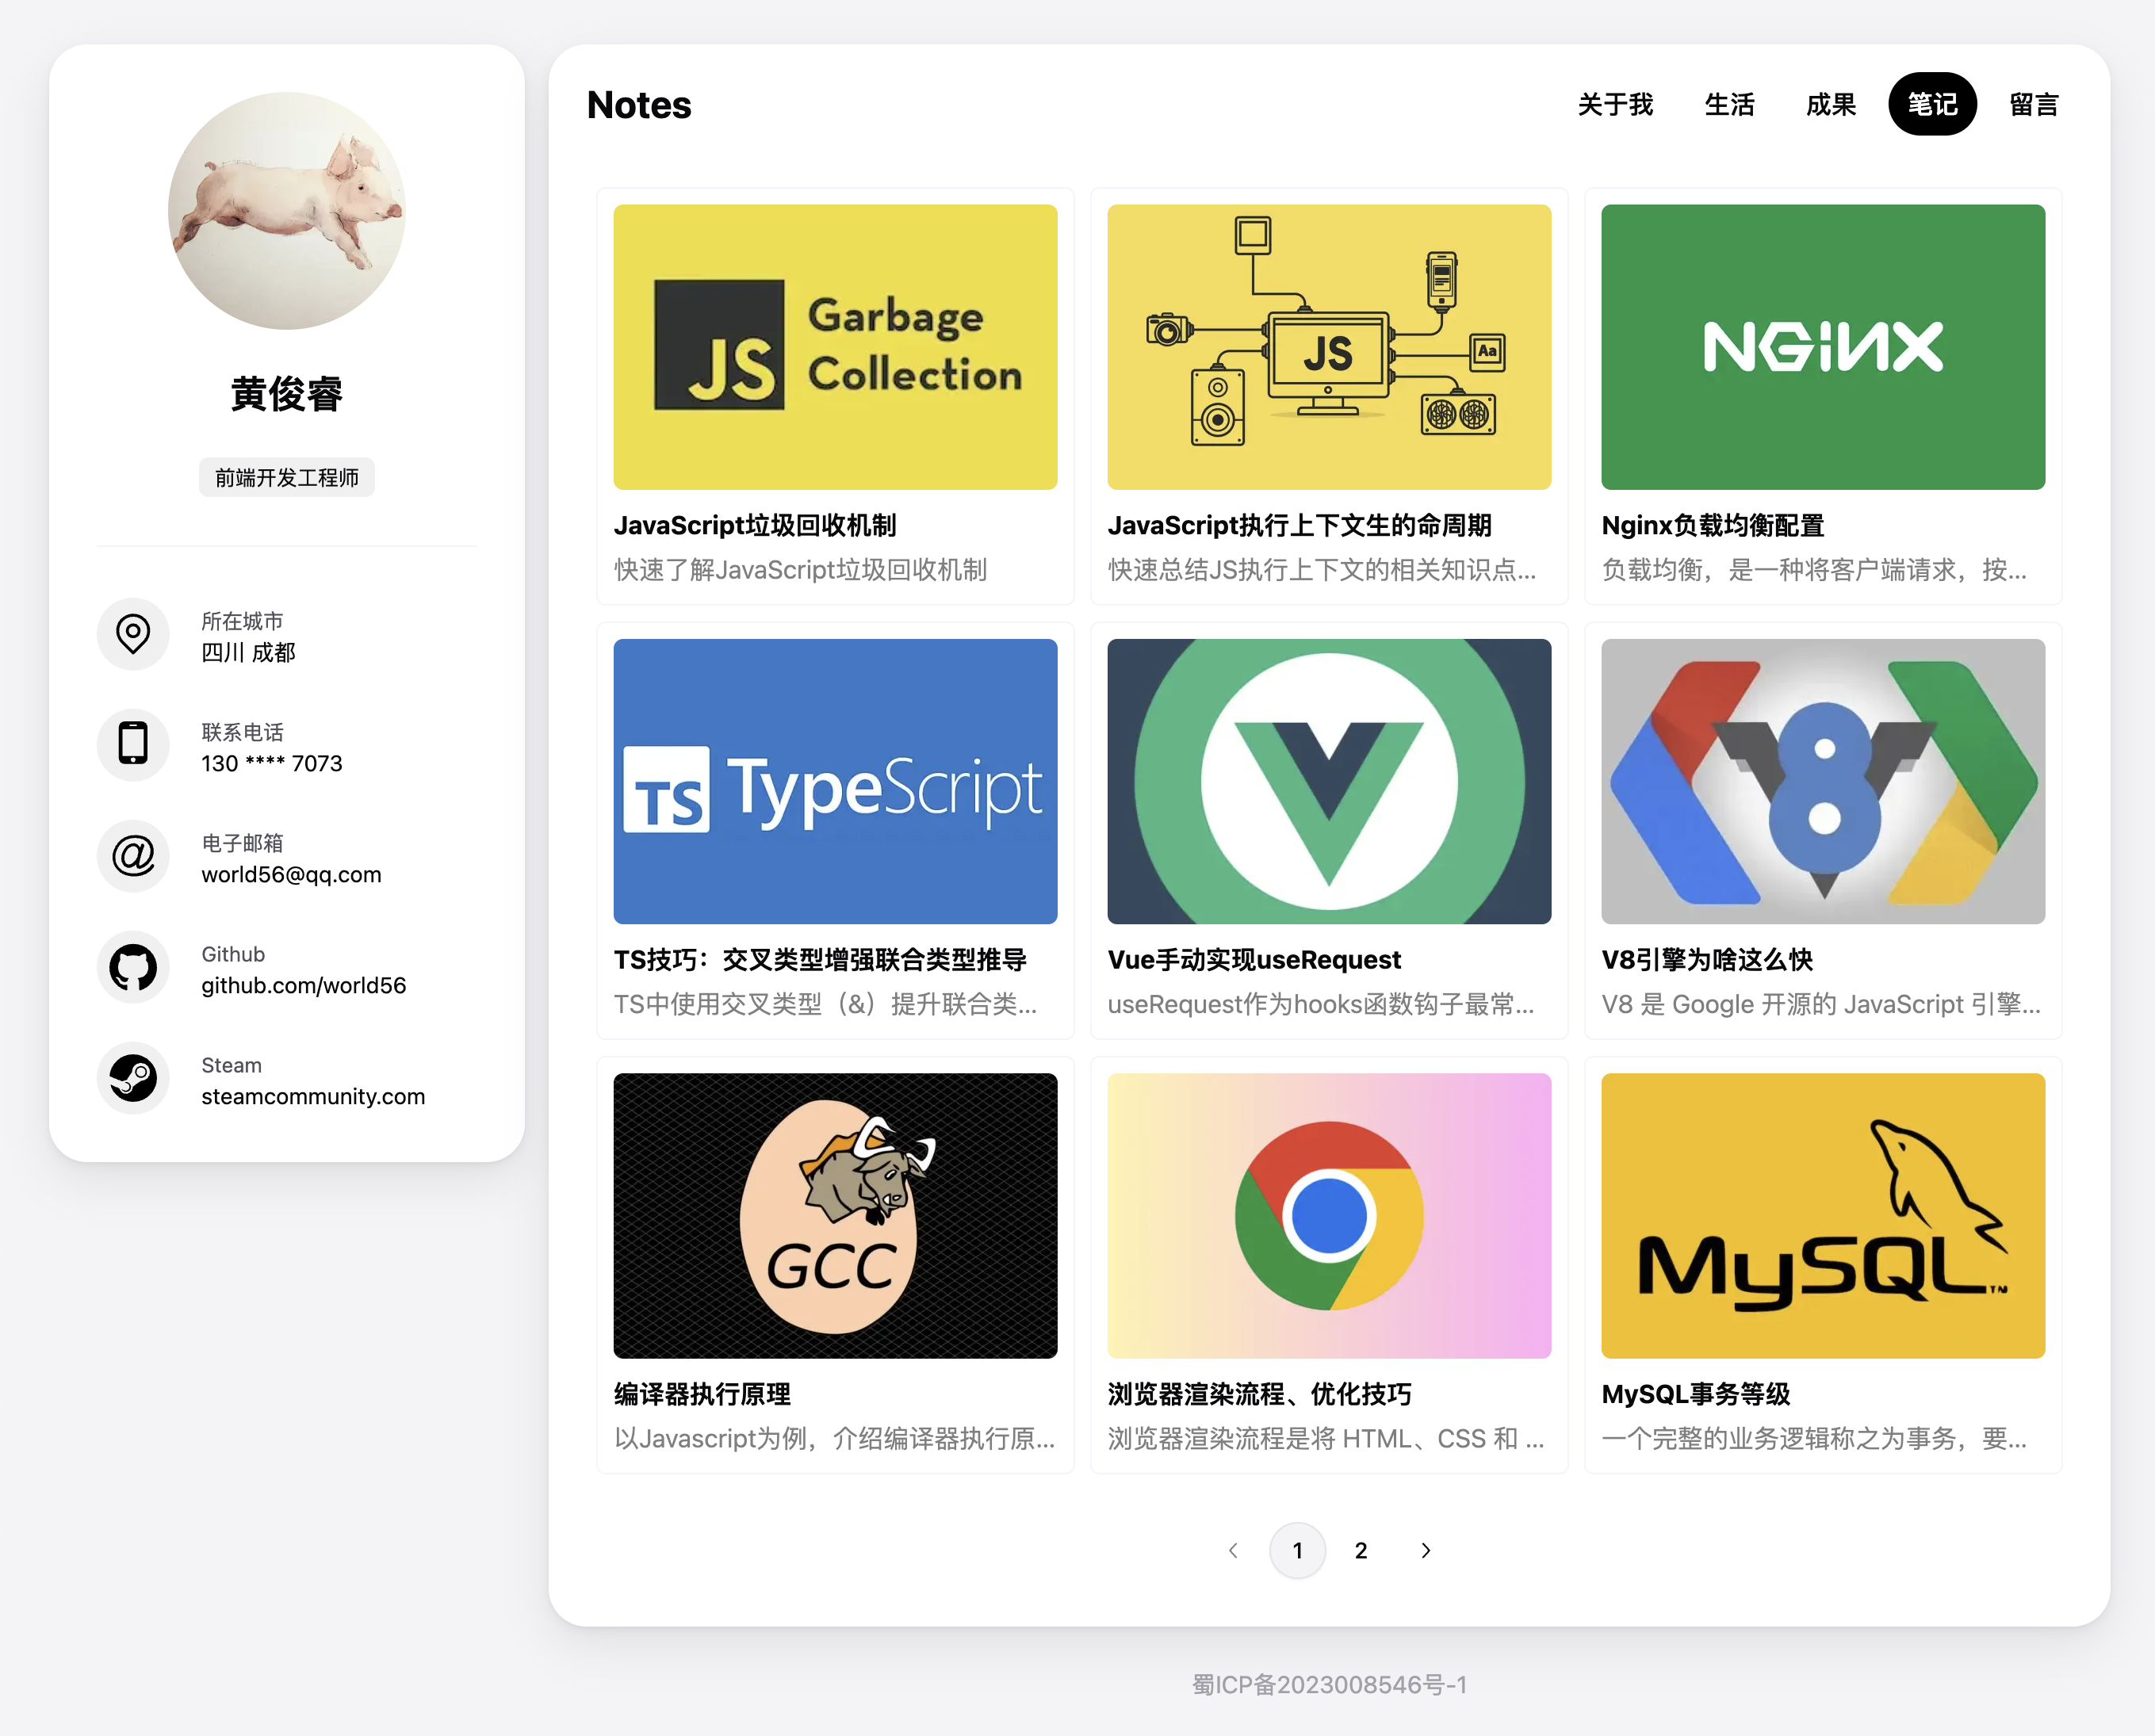 黄俊睿
前端开发工程师
所在城市
四川 成都
联系电话
130 **** 7073
电子邮箱
world56@qq.com
Github
github.com/world56
Steam
steamcommunity.com
Notes
关于我 生活 成果 笔记 留言
JS Garbage
Collection
JavaScript垃圾回收机制
快速了解JavaScript垃圾回收机制
JS
Aa
JavaScript执行上下文生的命周期
快速总结JS执行上下文的相关知识点...
NGiNX
Nginx负载均衡配置
负载均衡，是一种将客户端请求，按...
TS TypeScript
TS技巧：交叉类型增强联合类型推导
TS中使用交叉类型（&）提升联合类...
Vue手动实现useRequest
useRequest作为hooks函数钩子最常...
V8
V8引擎为啥这么快
V8 是 Google 开源的 JavaScript 引擎...
GCC
编译器执行原理
以Javascript为例，介绍编译器执行原...
浏览器渲染流程、优化技巧
浏览器渲染流程是将 HTML、CSS 和 ...
MySQL™
MySQL事务等级
一个完整的业务逻辑称之为事务，要...
1 2
蜀ICP备2023008546号-1